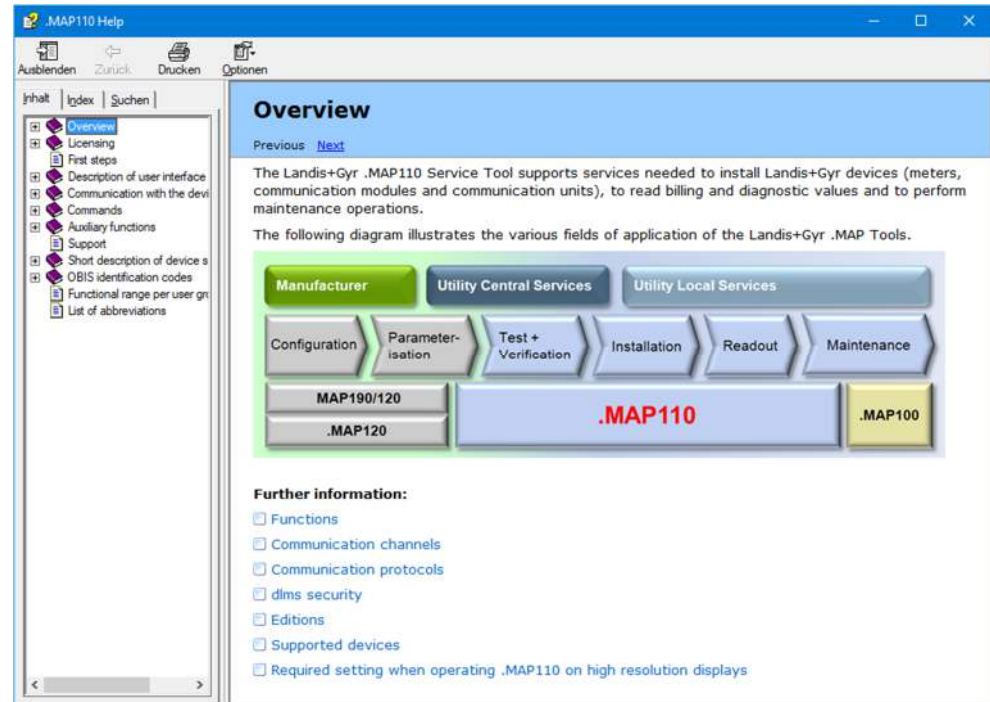 .MAP110 Help
Ausblenden Zurück Drucken Optionen
Inhalt Index Suchen
Overview
Licensing
First steps
Description of user interface
Communication with the devi
Commands
Auxiliary functions
Support
Short description of device s
OBIS identification codes
Functional range per user gro
List of abbreviations
Overview
Previous Next
The Landis+Gyr .MAP110 Service Tool supports services needed to install Landis+Gyr devices (meters,
communication modules and communication units), to read billing and diagnostic values and to perform
maintenance operations.
The following diagram illustrates the various fields of application of the Landis+Gyr .MAP Tools.
Manufacturer Utility Central Services Utility Local Services
Configuration Parameter-
isation Test +
Verification Installation Readout Maintenance
MAP190/120
.MAP120
.MAP110
.MAP100
Further information:
Functions
Communication channels
Communication protocols
dlms security
Editions
Supported devices
Required setting when operating .MAP110 on high resolution displays